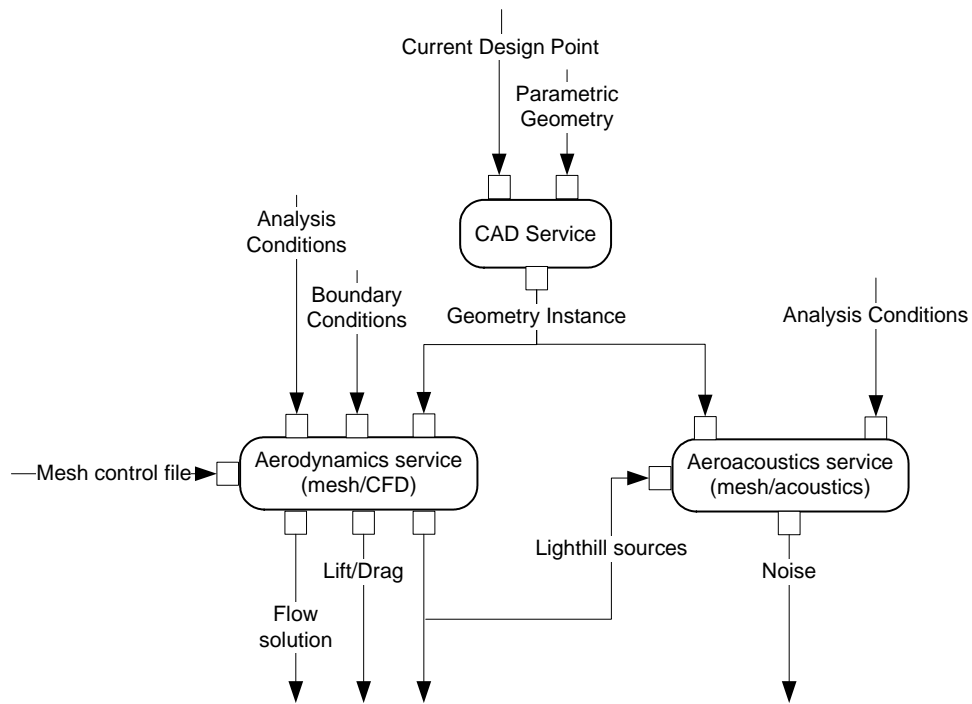 Current Design Point
Parametric
Geometry
CAD Service
Analysis
Conditions
Boundary
Conditions
Geometry Instance
Analysis Conditions
Mesh control file
Aerodynamics service
(mesh/CFD)
Aeroacoustics service
(mesh/acoustics)
Lift/Drag
Lighthill sources
Noise
Flow
solution